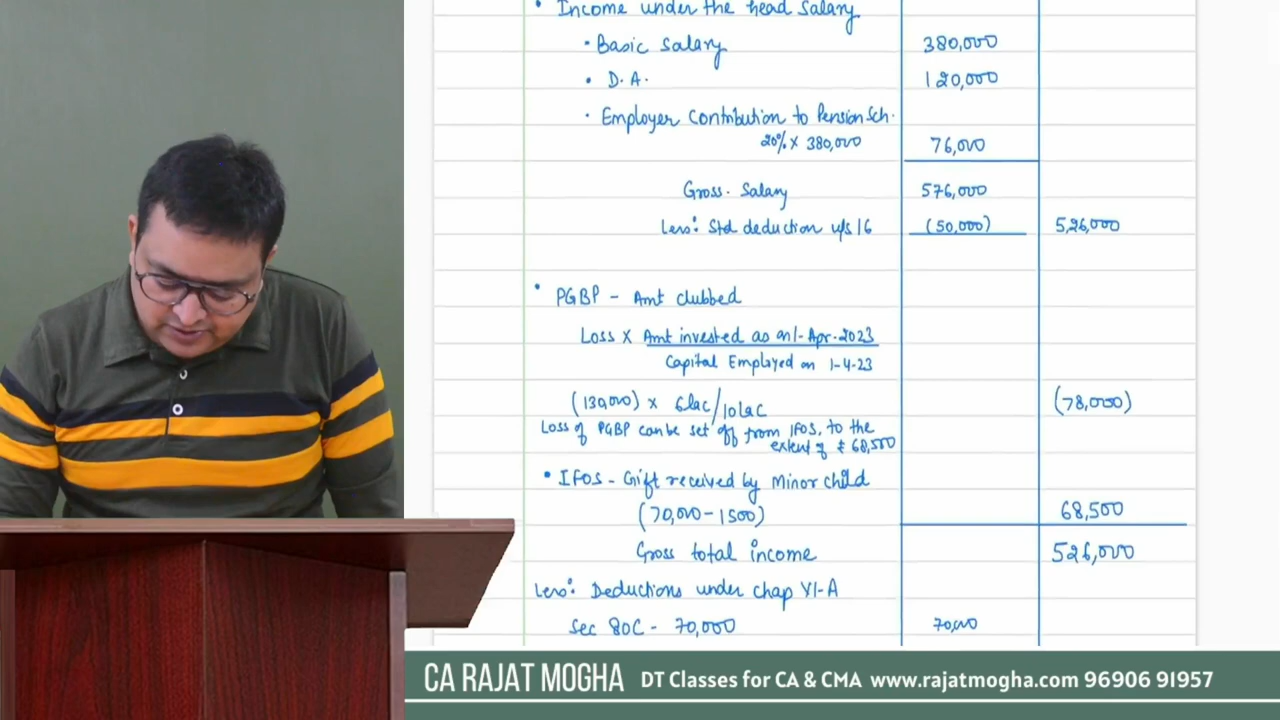 • Income under the head Salary
• Basic salary 380,000
• D.A. 120,000
• Employer Contribution to Pension Sch.
20% x 380,000 76,000
Gross. Salary 576,000
Less: Std deduction u/s 16 (50,000) 5,26,000
• PGBP - Amt clubbed
Loss x Amt invested as on 1-Apr-2023
Capital Employed on 1-4-23
(130,000) x 6lac/10lac (78,000)
Loss of PGBP can be set off from IFOS, to the
extent of ₹ 68,500
• IFOS - Gift received by Minor child
(70,000-1500) 68,500
Gross total income 526,000
Less: Deductions under chap VI-A
Sec 80C - 70,000 70,000
CA RAJAT MOGHA DT Classes for CA & CMA www.rajatmogha.com 96906 91957